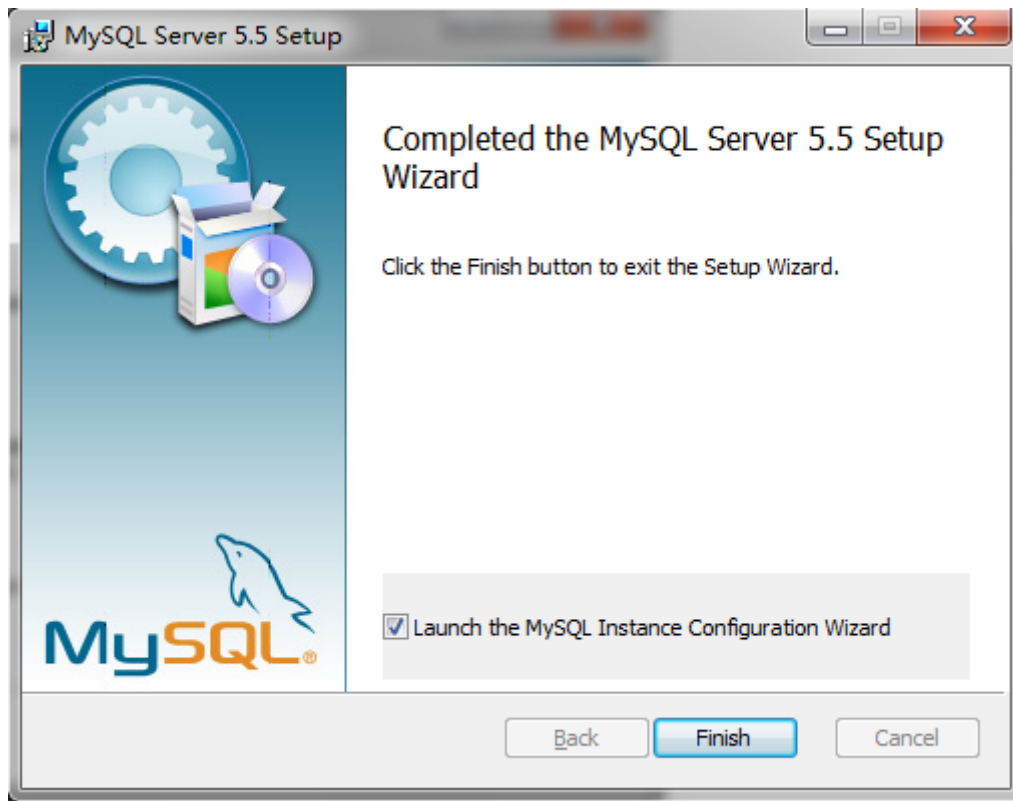 MySQL Server 5.5 Setup
Completed the MySQL Server 5.5 Setup
Wizard
Click the Finish button to exit the Setup Wizard.
Launch the MySQL Instance Configuration Wizard
MySQL®
Back
Finish
Cancel